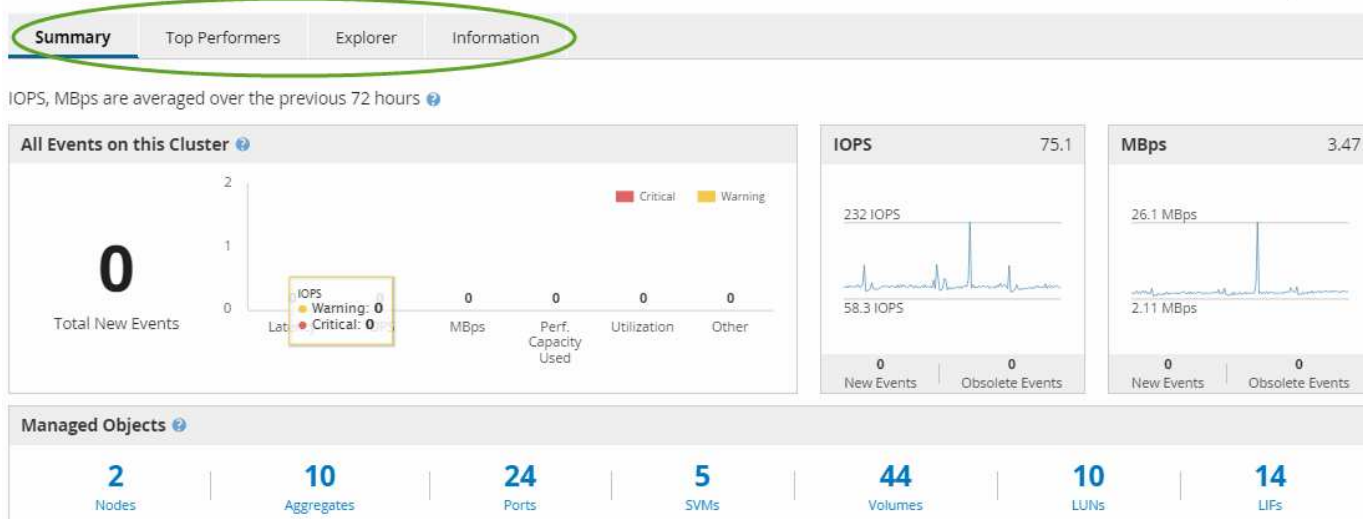 Summary Top Performers Explorer Information
IOPS, MBps are averaged over the previous 72 hours
All Events on this Cluster
2
Critical Warning
1
0
0
Total New Events
IOPS
Warning: 0
Critical: 0
0 0 0 0
MBps Perf. Capacity Used Utilization Other
IOPS 75.1
232 IOPS
58.3 IOPS
0 0
New Events Obsolete Events
MBps 3.47
26.1 MBps
2.11 MBps
0 0
New Events Obsolete Events
Managed Objects
2 10 24 5 44 10 14
Nodes Aggregates Ports SVMs Volumes LUNs LIFs